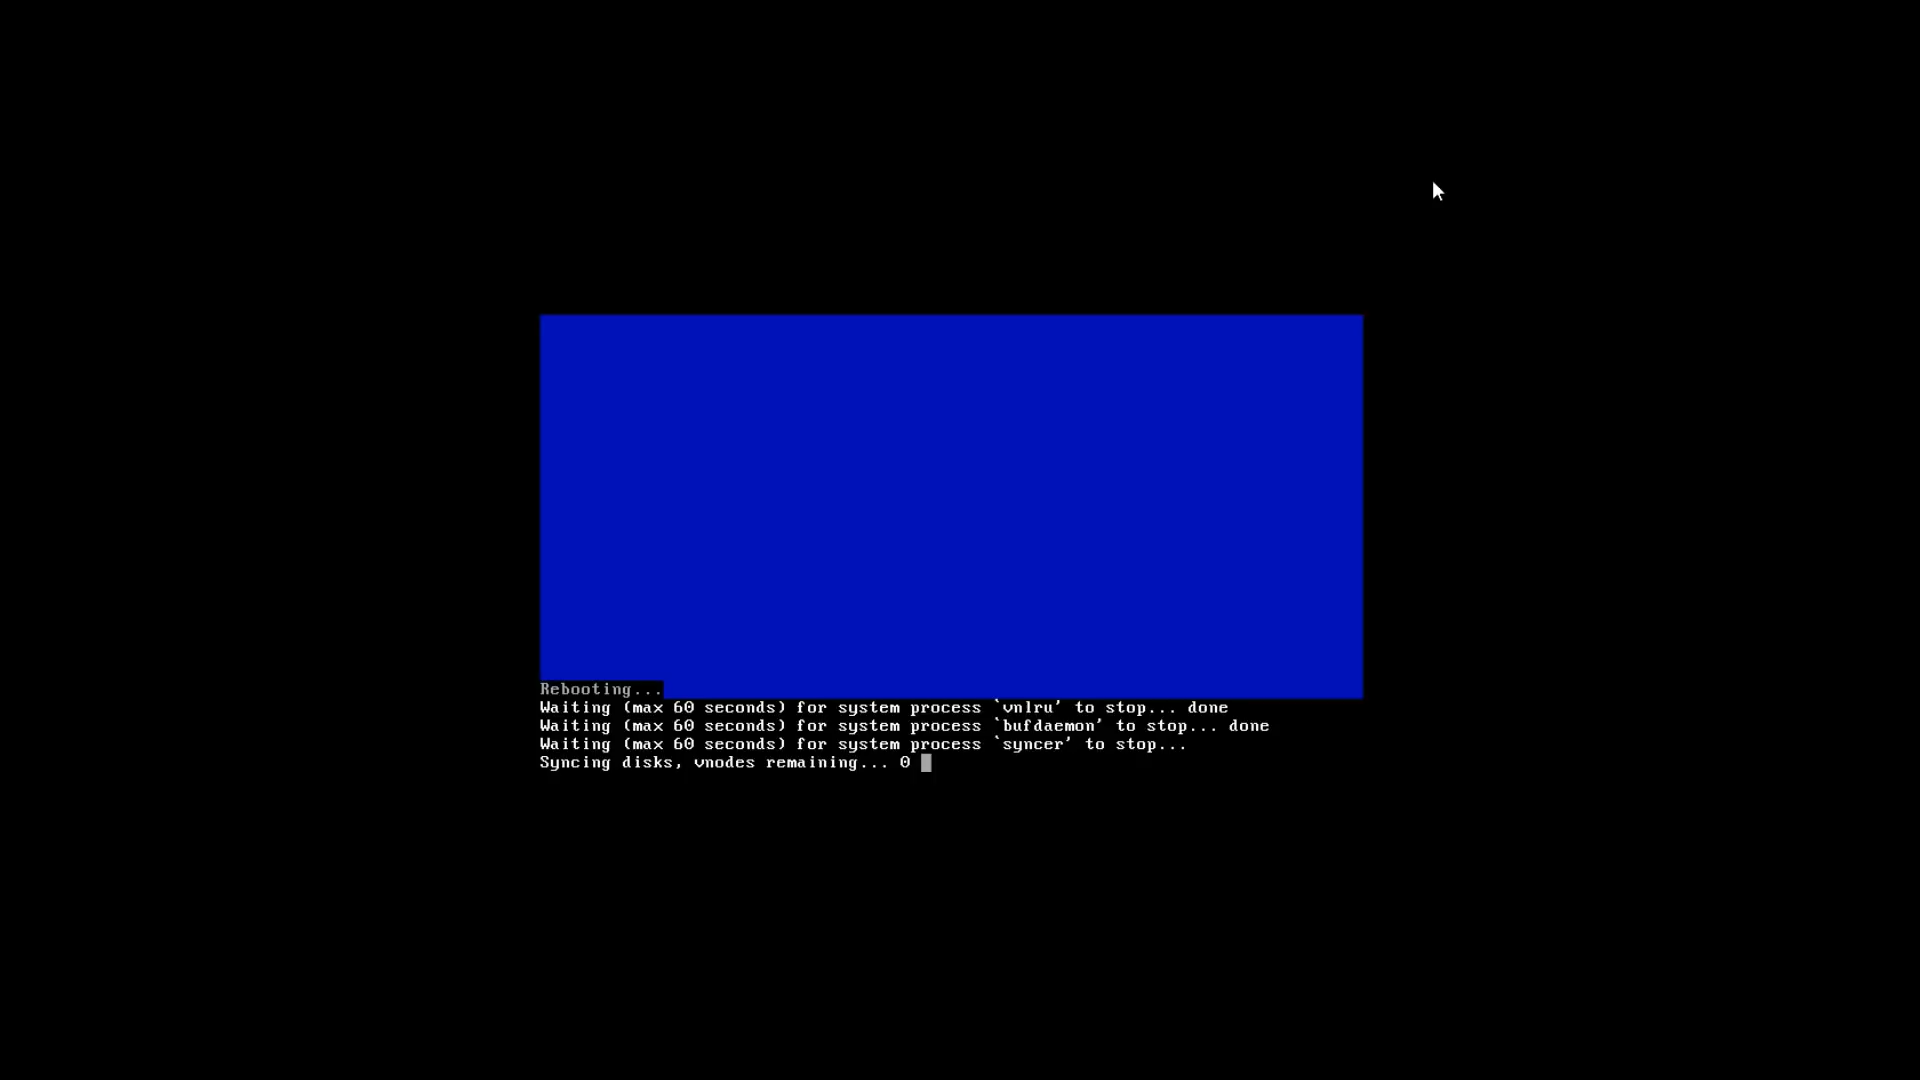 Rebooting...
Waiting (max 60 seconds) for system process `vnlru' to stop... done
Waiting (max 60 seconds) for system process `bufdaemon' to stop... done
Waiting (max 60 seconds) for system process `syncer' to stop...
Syncing disks, vnodes remaining... 0